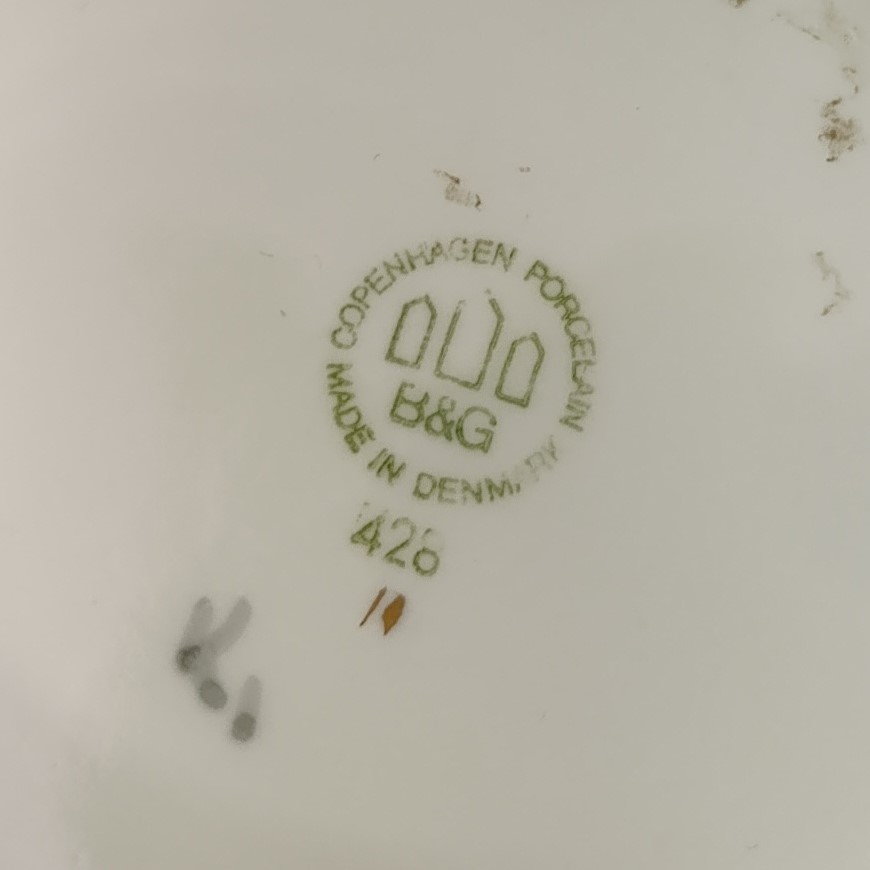 COPENHAGEN PORCELAIN
B&G
MADE IN DENMARK
428